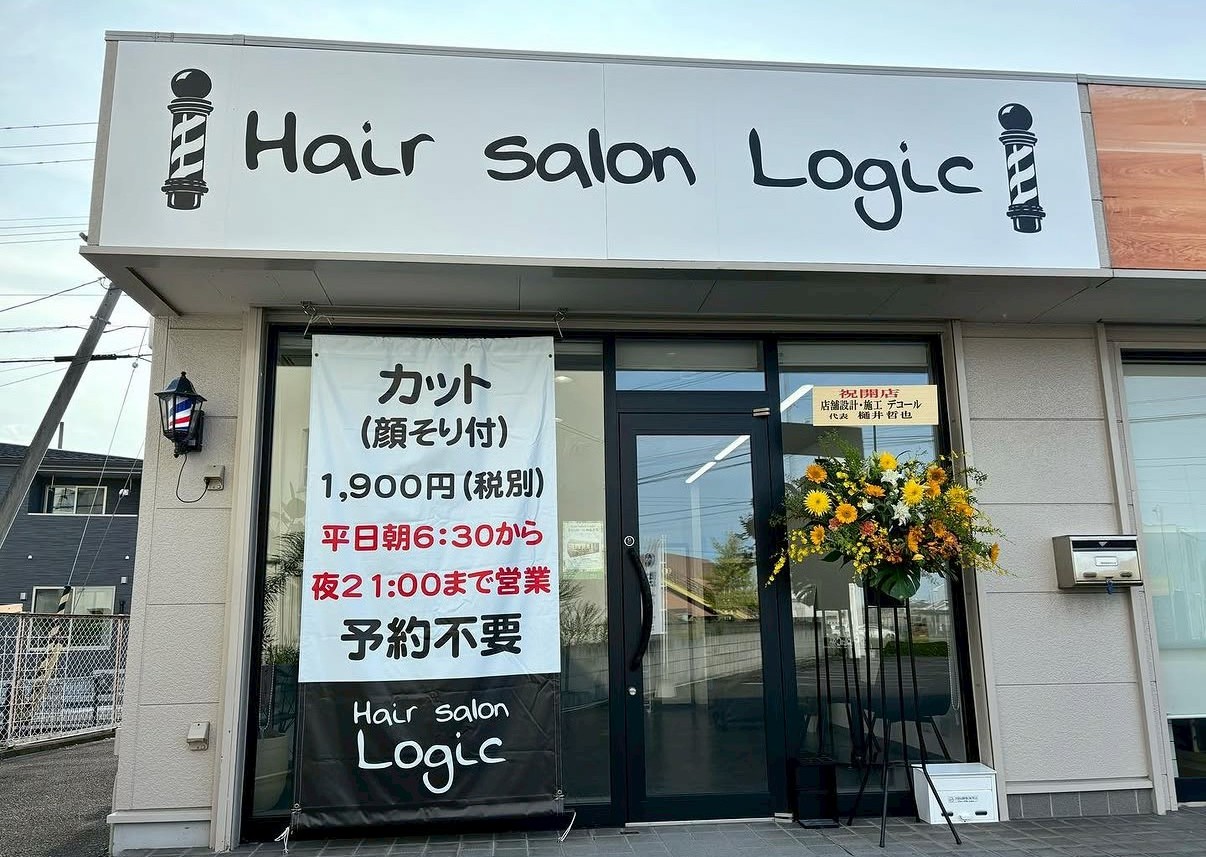 Hair salon Logic
カット
(顔そり付)
1,900円(税別)
平日朝6:30から
夜21:00まで営業
予約不要
Hair salon
Logic
祝開店
店舗設計・施工 デコール
代表 樋井哲也